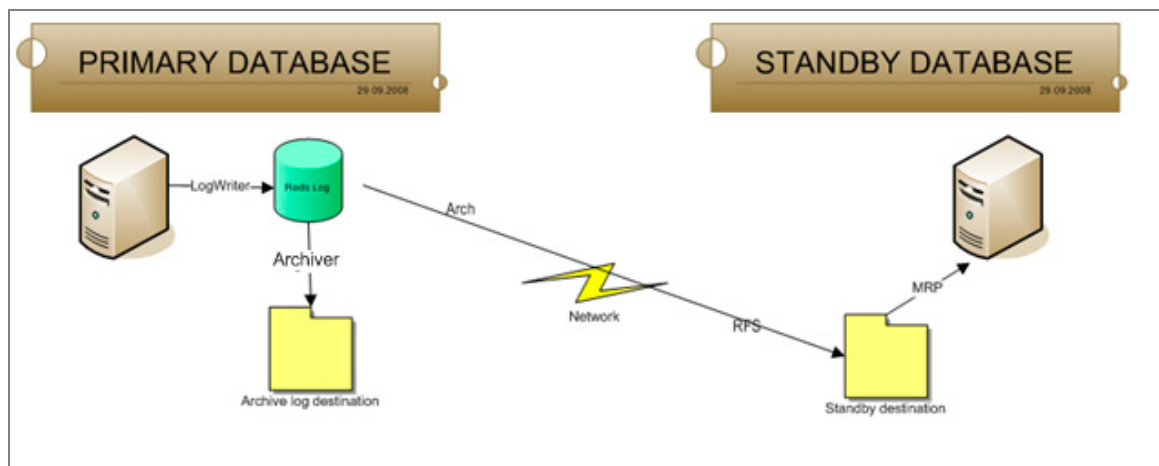 PRIMARY DATABASE
29.09.2008
STANDBY DATABASE
29.09.2008
LogWriter
Redo Log
Archiver
Archive log destination
Arch
Network
RFS
MRP
Standby destination